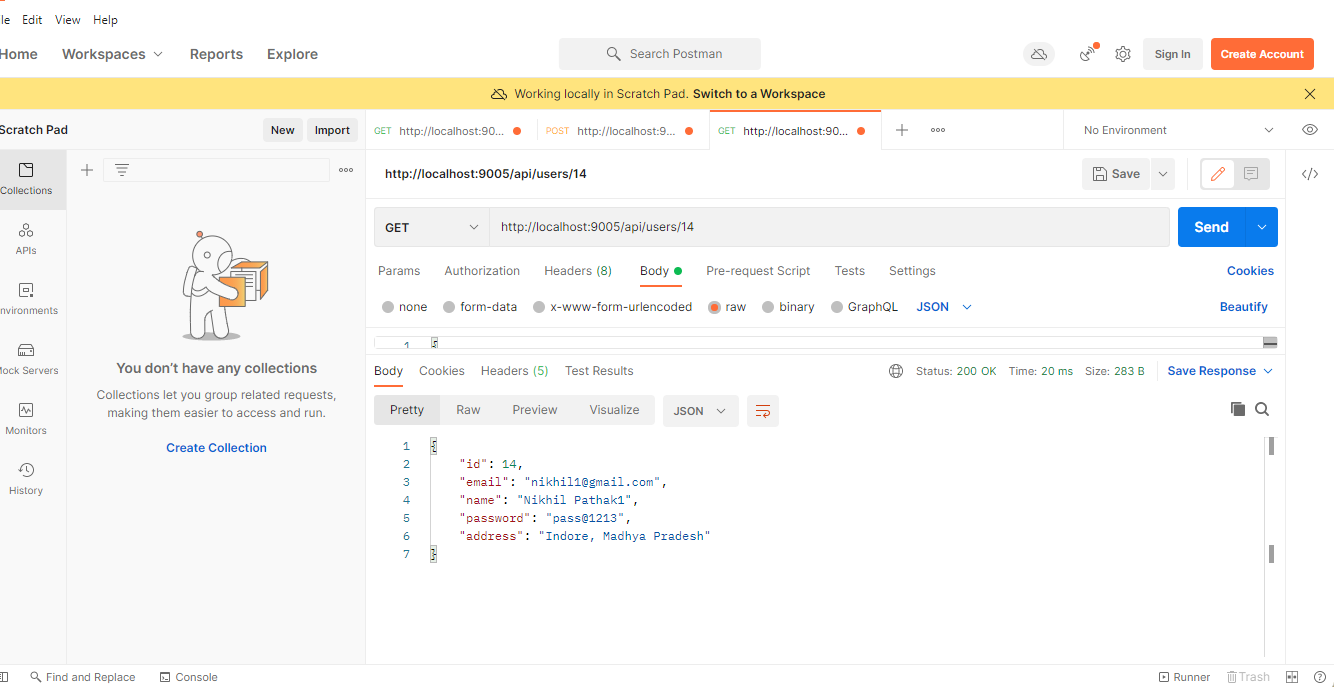 le Edit View Help
Home Workspaces Reports Explore Search Postman Sign In Create Account
Working locally in Scratch Pad. Switch to a Workspace
Scratch Pad New Import GET http://localhost:90... POST http://localhost:9... GET http://localhost:90... No Environment
http://localhost:9005/api/users/14 Save
Collections
GET http://localhost:9005/api/users/14 Send
APIs
Params Authorization Headers (8) Body Pre-request Script Tests Settings Cookies
nvironments
none form-data x-www-form-urlencoded raw binary GraphQL JSON Beautify
1 {
Mock Servers
You don't have any collections
Collections let you group related requests,
making them easier to access and run.
Create Collection
Body Cookies Headers (5) Test Results Status: 200 OK Time: 20 ms Size: 283 B Save Response
Pretty Raw Preview Visualize JSON
Monitors
History
1 {
2 "id": 14,
3 "email": "nikhil1@gmail.com",
4 "name": "Nikhil Pathak1",
5 "password": "pass@1213",
6 "address": "Indore, Madhya Pradesh"
7 }
Find and Replace Console Runner Trash